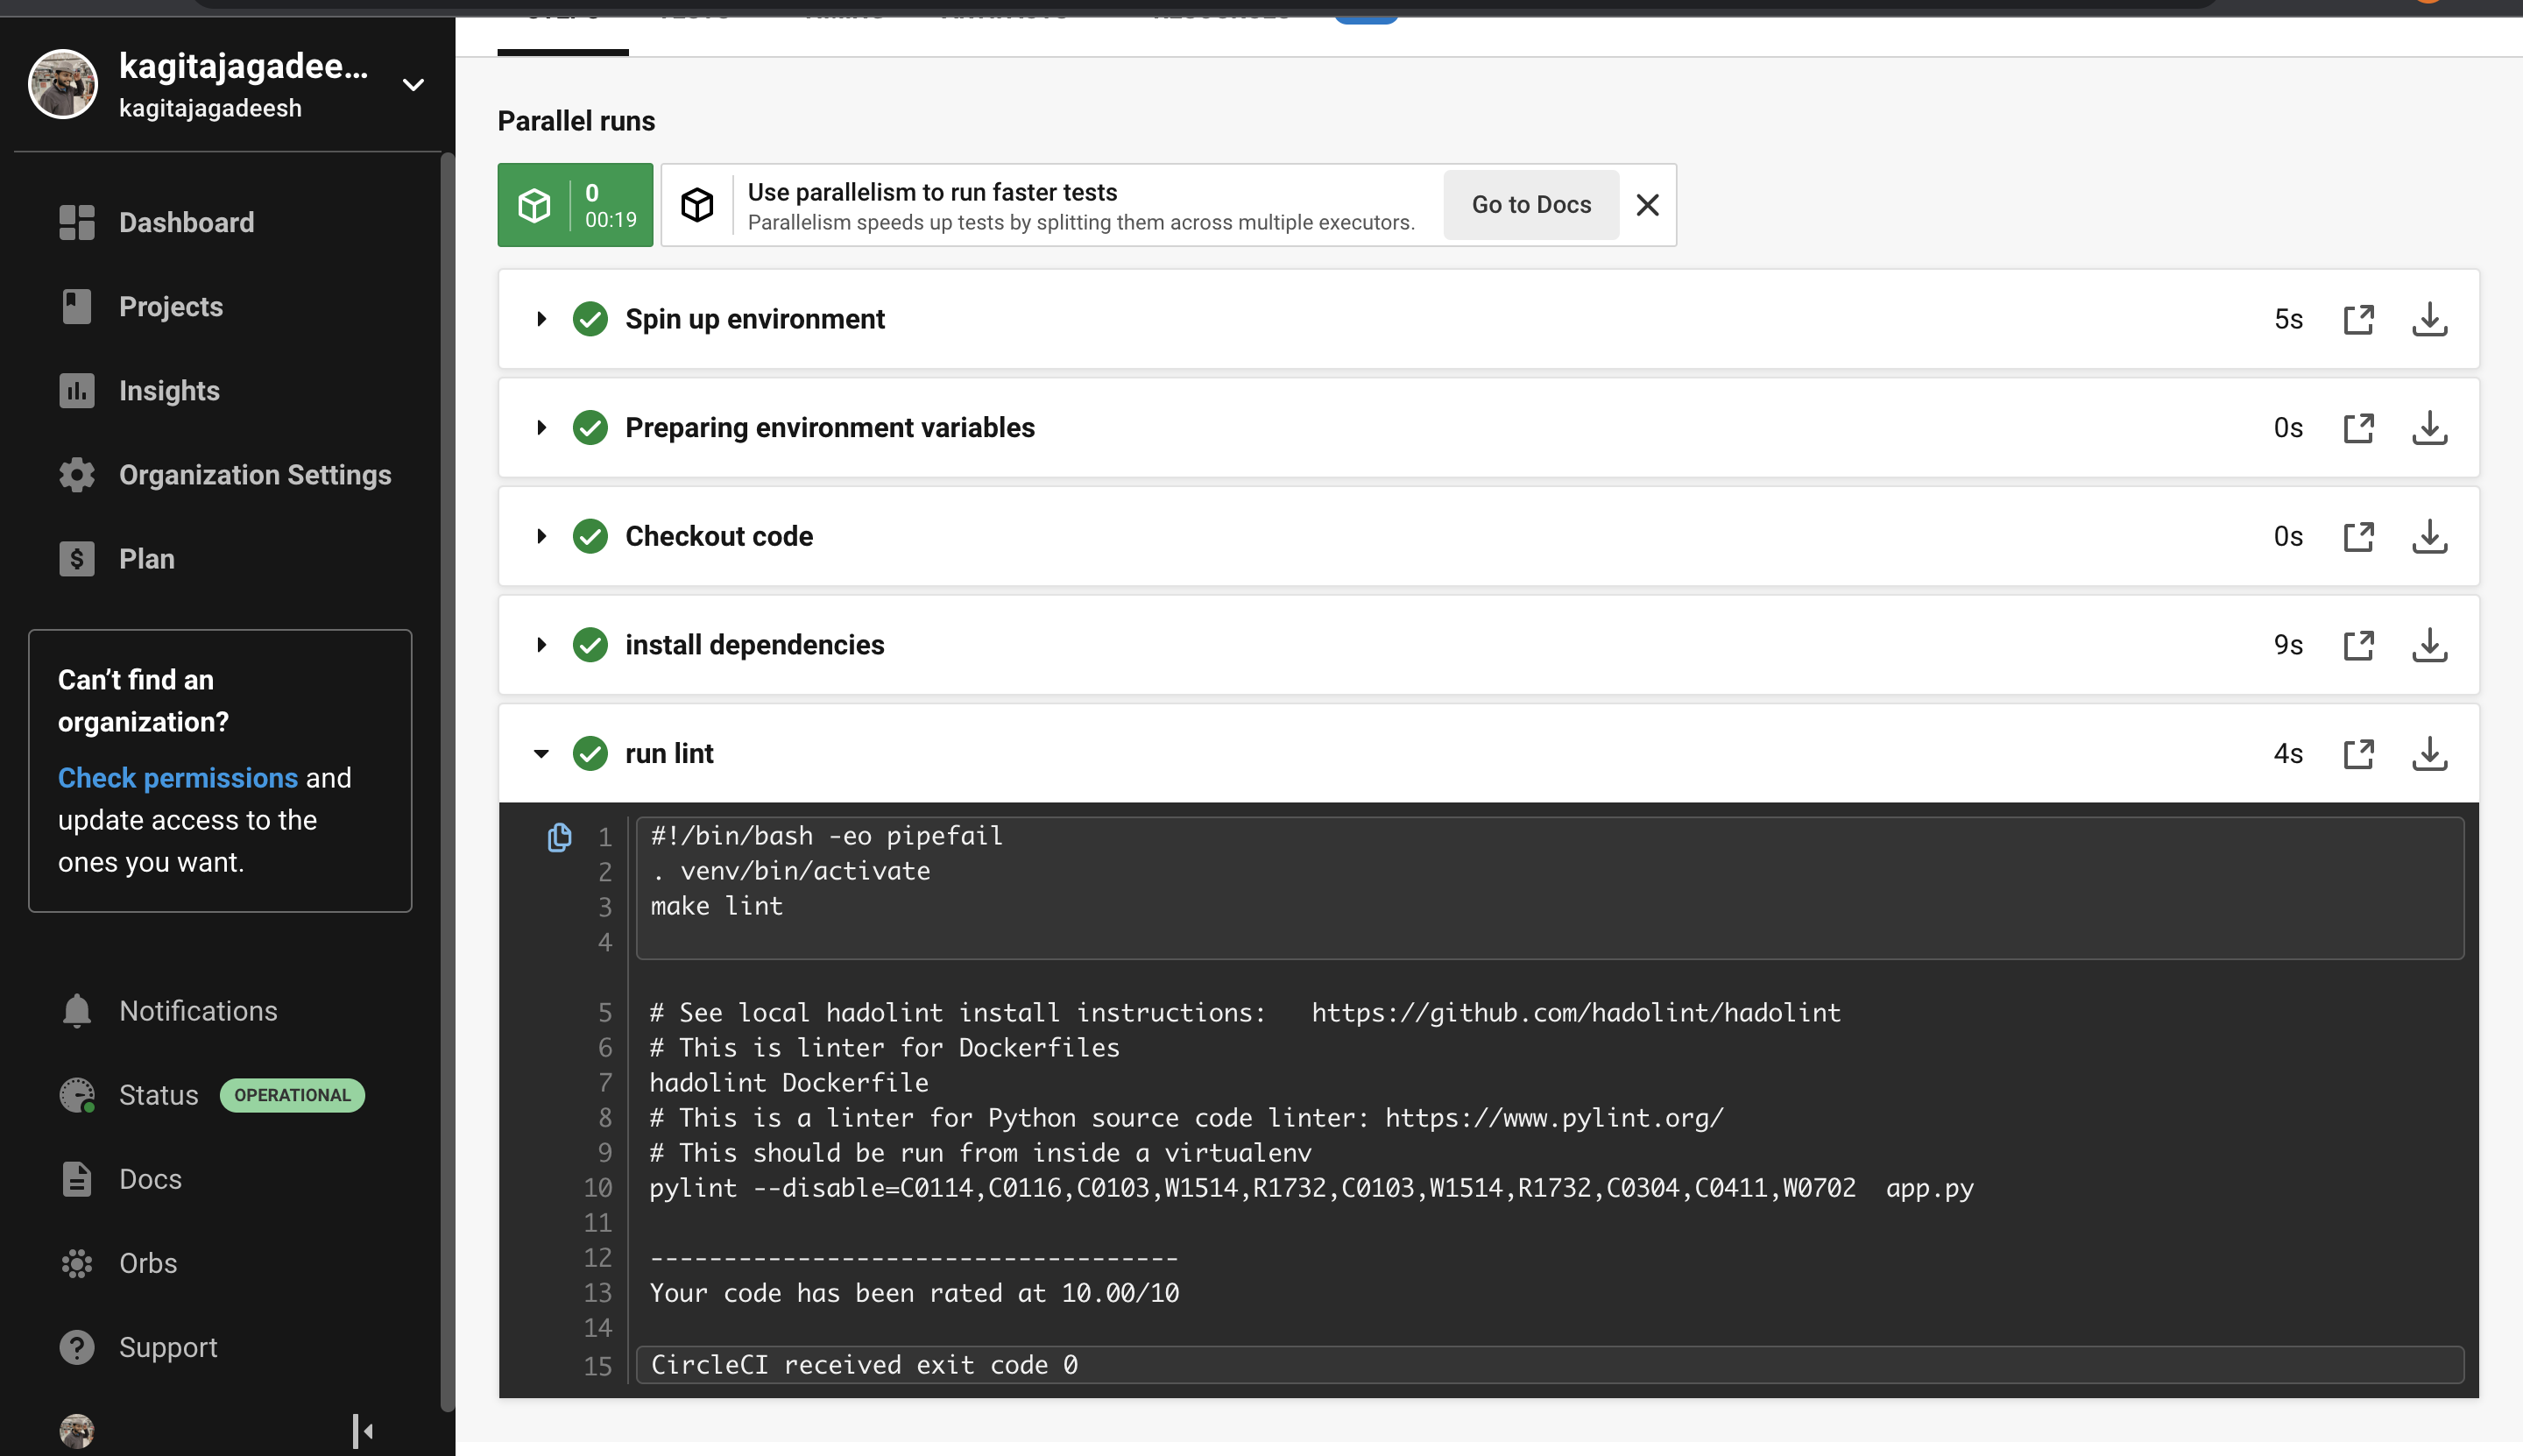 kagitajagadee...
kagitajagadeesh
Dashboard
Projects
Insights
Organization Settings
Plan
Can’t find an
organization?
Check permissions and
update access to the
ones you want.
Notifications
Status OPERATIONAL
Docs
Orbs
Support
Parallel runs
0
00:19
Use parallelism to run faster tests
Parallelism speeds up tests by splitting them across multiple executors.
Go to Docs
Spin up environment 5s
Preparing environment variables 0s
Checkout code 0s
install dependencies 9s
run lint 4s
1 #!/bin/bash -eo pipefail
2 . venv/bin/activate
3 make lint
4
5 # See local hadolint install instructions:   https://github.com/hadolint/hadolint
6 # This is linter for Dockerfiles
7 hadolint Dockerfile
8 # This is a linter for Python source code linter: https://www.pylint.org/
9 # This should be run from inside a virtualenv
10 pylint --disable=C0114,C0116,C0103,W1514,R1732,C0103,W1514,R1732,C0304,C0411,W0702  app.py
11
12 ------------------------------------
13 Your code has been rated at 10.00/10
14
15 CircleCI received exit code 0